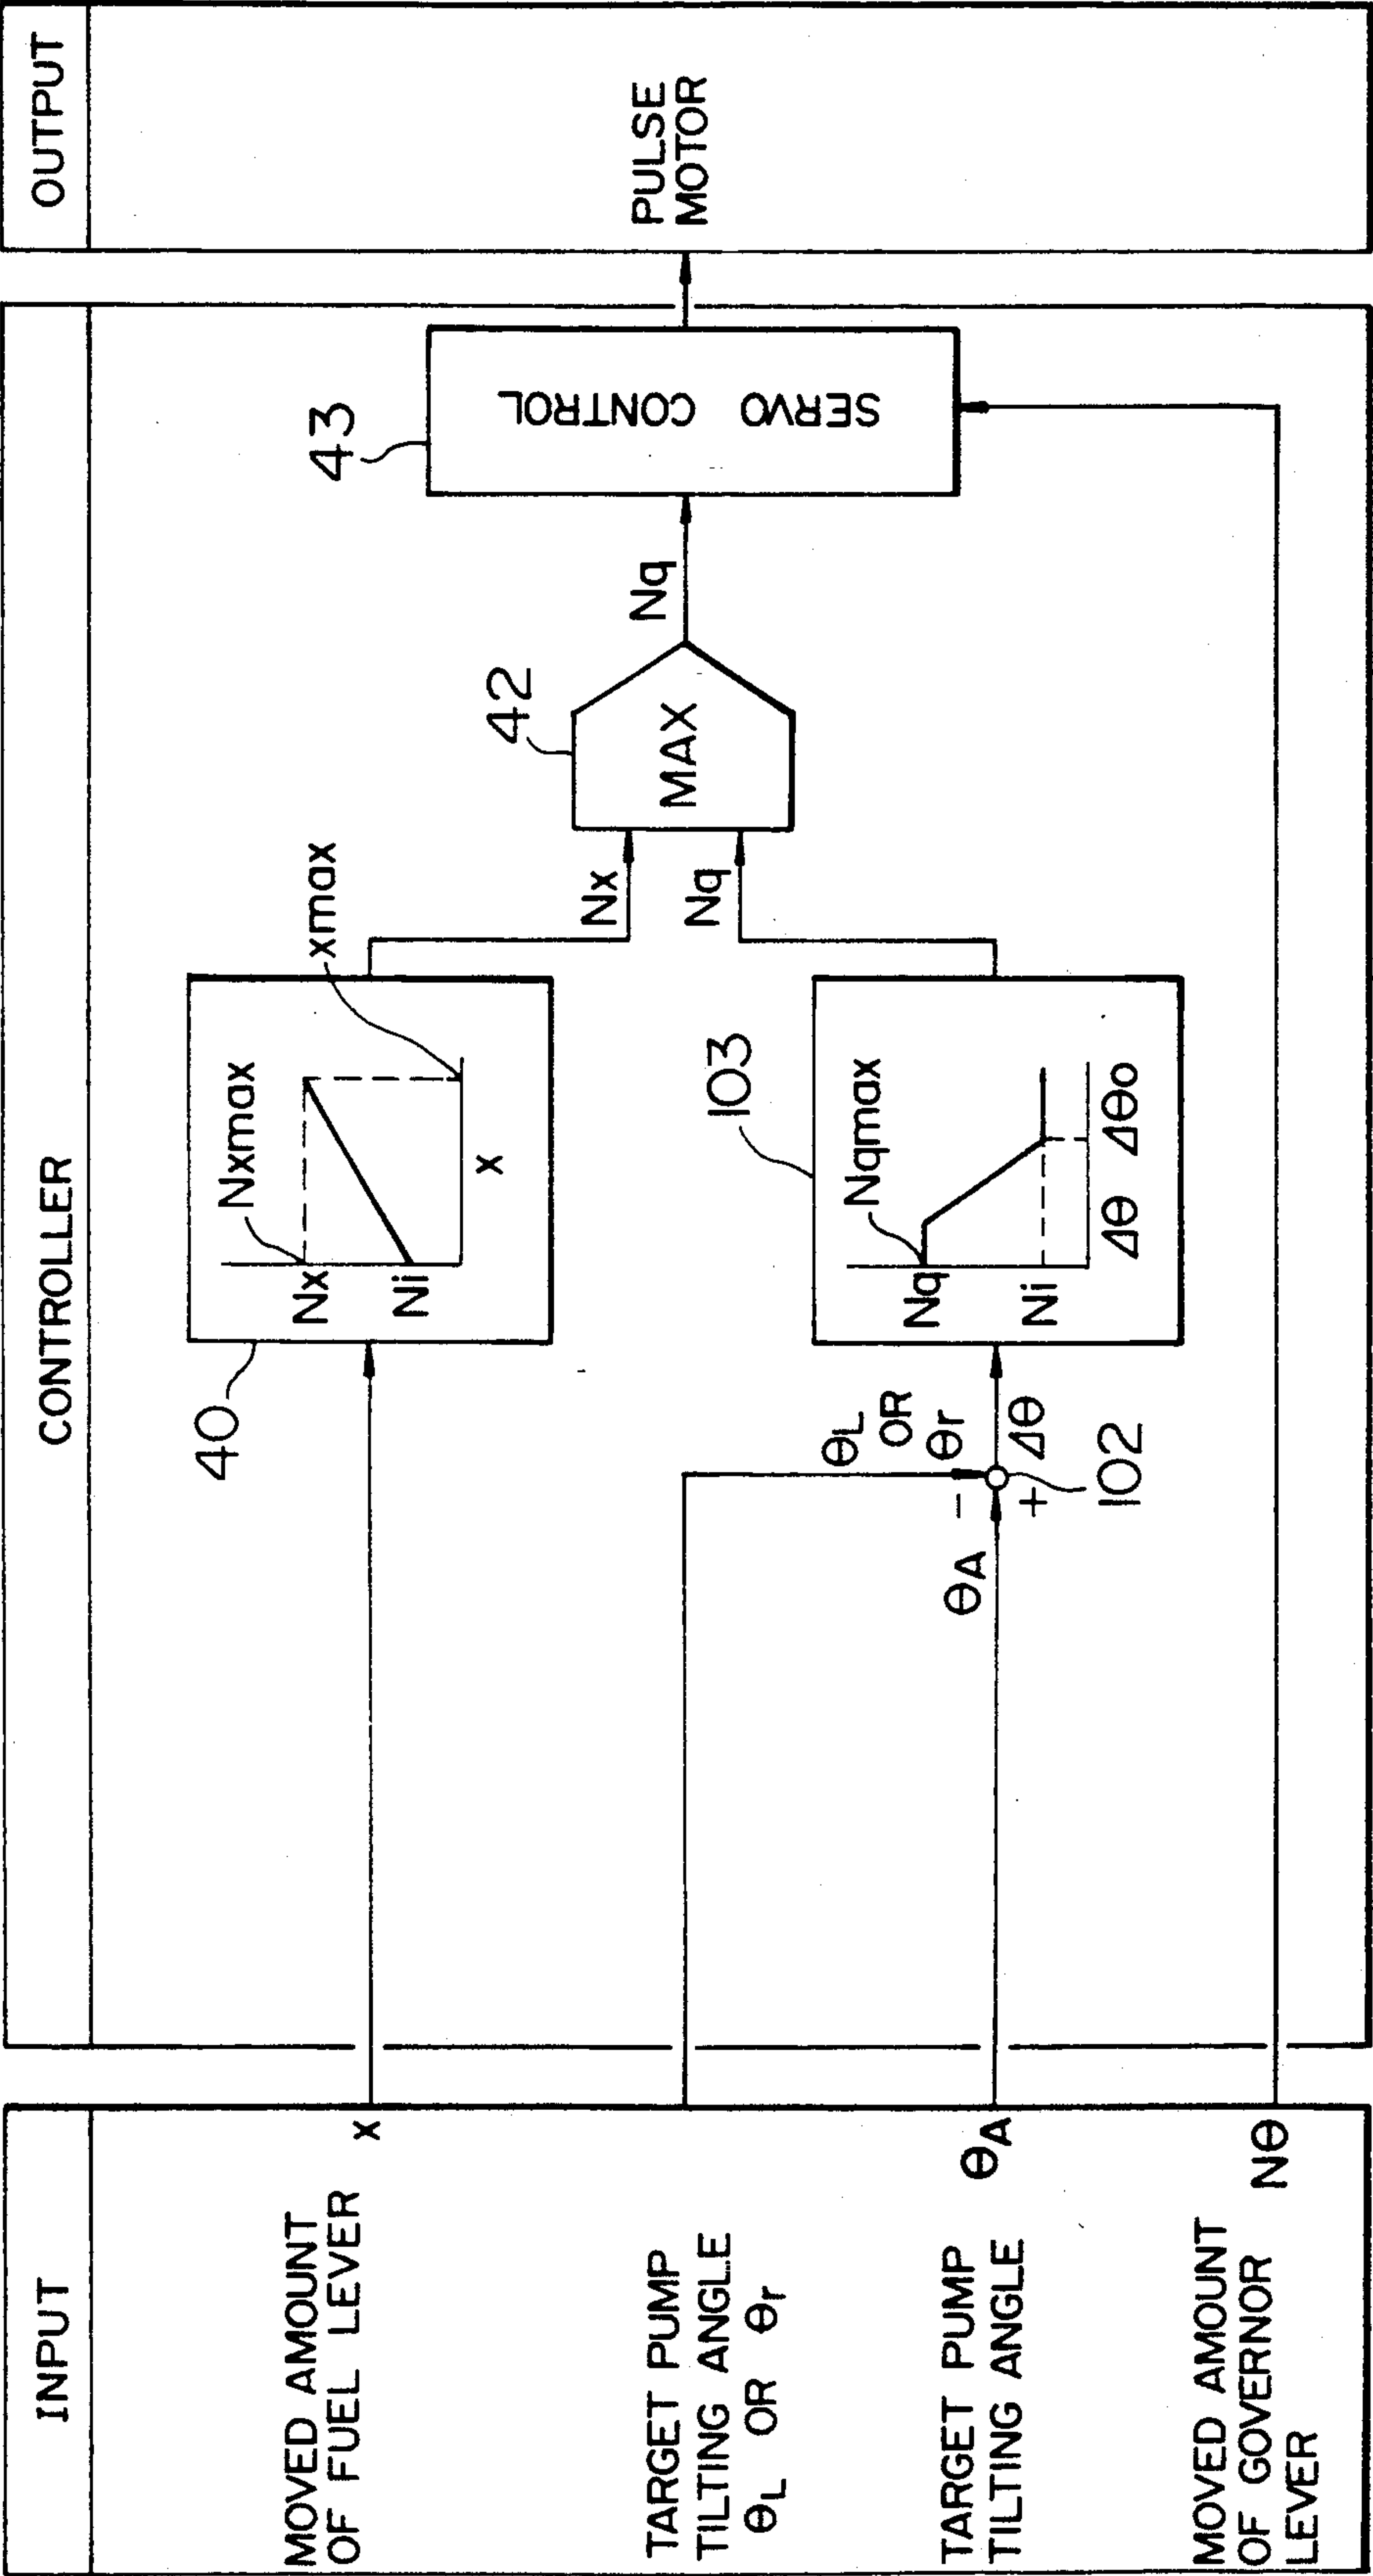 INPUT
MOVED AMOUNT
OF FUEL LEVER
x
TARGET PUMP
TILTING ANGLE
θL OR θr
TARGET PUMP
TILTING ANGLE
θA
MOVED AMOUNT
OF GOVERNOR
LEVER
Nθ
CONTROLLER
40
Nxmax
Nx
Ni
x
xmax
θL
OR
θr
θA
-
+
Δθ
102
103
Nqmax
Nq
Ni
Δθ Δθo
Nx
Nq
42
MAX
Nq
43
SERVO CONTROL
OUTPUT
PULSE
MOTOR